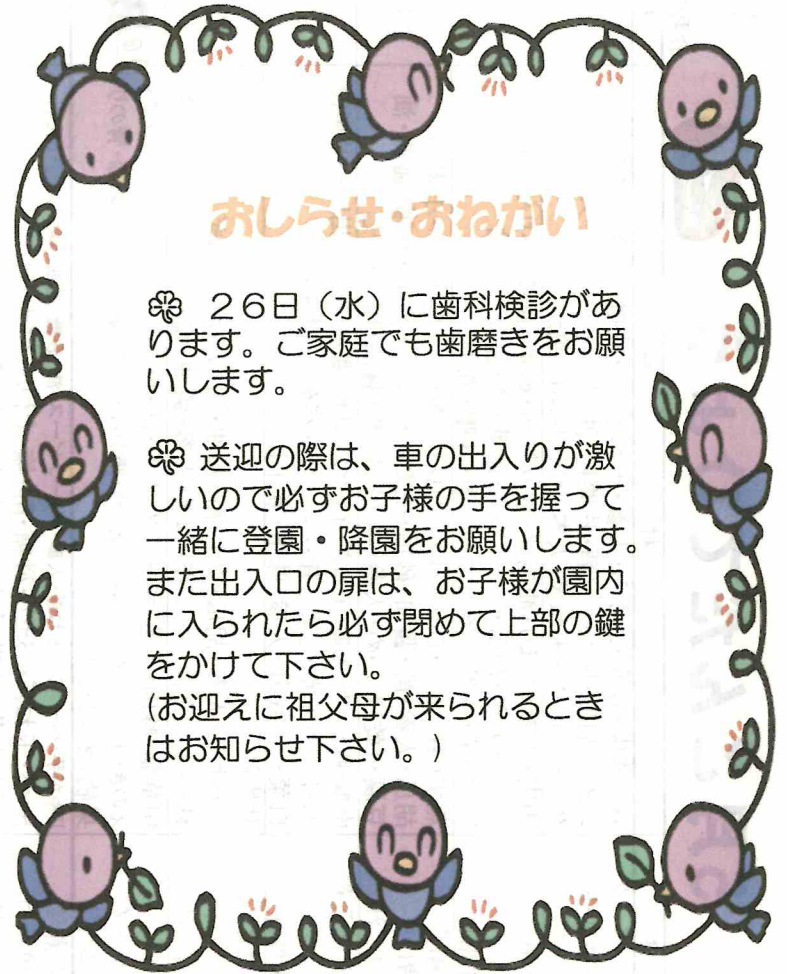 おしらせ・おねがい
２６日（水）に歯科検診があ
ります。ご家庭でも歯磨きをお願
いします。
送迎の際は、車の出入りが激
しいので必ずお子様の手を握って
一緒に登園・降園をお願いします。
また出入口の扉は、お子様が園内
に入られたら必ず閉めて上部の鍵
をかけて下さい。
(お迎えに祖父母が来られるとき
はお知らせ下さい。)